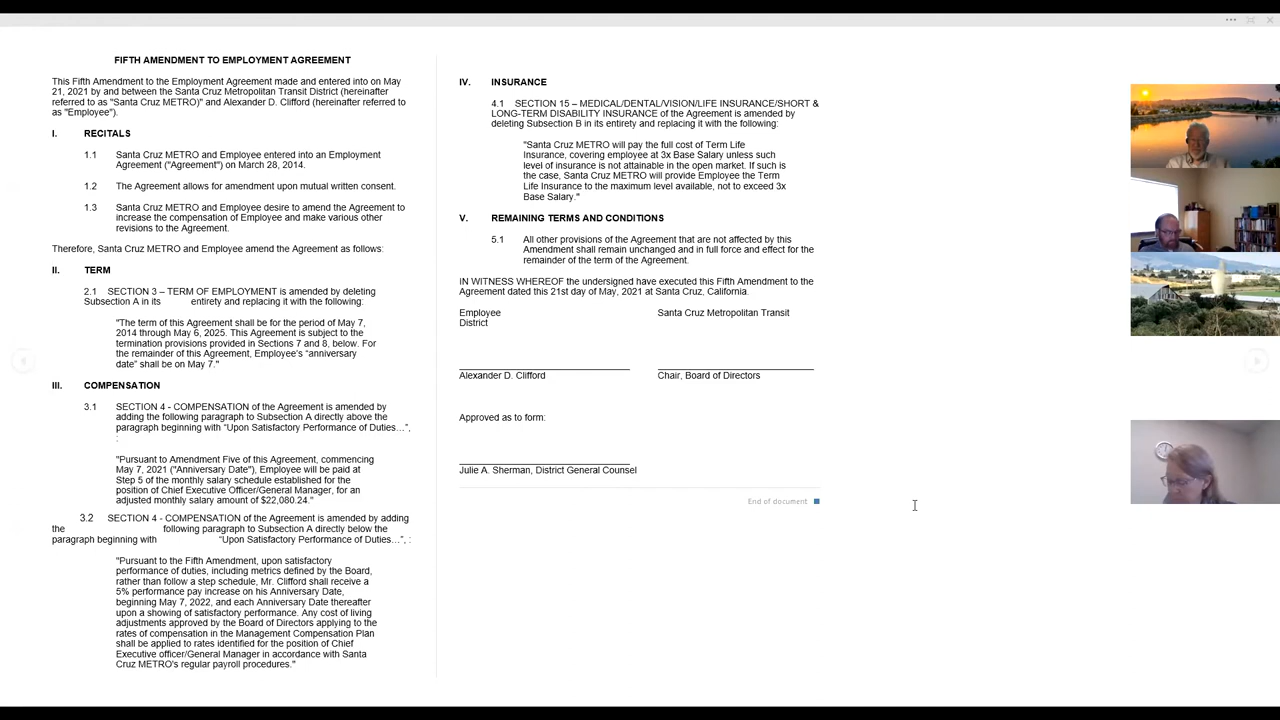 FIFTH AMENDMENT TO EMPLOYMENT AGREEMENT
This Fifth Amendment to the Employment Agreement made and entered into on May
21, 2021 by and between the Santa Cruz Metropolitan Transit District (hereinafter
referred to as "Santa Cruz METRO)" and Alexander D. Clifford (hereinafter referred to
as "Employee").
I. RECITALS
1.1 Santa Cruz METRO and Employee entered into an Employment
Agreement ("Agreement") on March 28, 2014.
1.2 The Agreement allows for amendment upon mutual written consent.
1.3 Santa Cruz METRO and Employee desire to amend the Agreement to
increase the compensation of Employee and make various other
revisions to the Agreement.
Therefore, Santa Cruz METRO and Employee amend the Agreement as follows:
II. TERM
2.1 SECTION 3 – TERM OF EMPLOYMENT is amended by deleting
Subsection A in its entirety and replacing it with the following:
"The term of this Agreement shall be for the period of May 7,
2014 through May 6, 2025. This Agreement is subject to the
termination provisions provided in Sections 7 and 8, below. For
the remainder of this Agreement, Employee's “anniversary
date” shall be on May 7."
III. COMPENSATION
3.1 SECTION 4 - COMPENSATION of the Agreement is amended by
adding the following paragraph to Subsection A directly above the
paragraph beginning with “Upon Satisfactory Performance of Duties…”,
:
"Pursuant to Amendment Five of this Agreement, commencing
May 7, 2021 ("Anniversary Date"), Employee will be paid at
Step 5 of the monthly salary schedule established for the
position of Chief Executive Officer/General Manager, for an
adjusted monthly salary amount of $22,080.24."
3.2 SECTION 4 - COMPENSATION of the Agreement is amended by adding
the following paragraph to Subsection A directly below the
paragraph beginning with “Upon Satisfactory Performance of Duties…”, :
"Pursuant to the Fifth Amendment, upon satisfactory
performance of duties, including metrics defined by the Board,
rather than follow a step schedule, Mr. Clifford shall receive a
5% performance pay increase on his Anniversary Date,
beginning May 7, 2022, and each Anniversary Date thereafter
upon a showing of satisfactory performance. Any cost of living
adjustments approved by the Board of Directors applying to the
rates of compensation in the Management Compensation Plan
shall be applied to rates identified for the position of Chief
Executive officer/General Manager in accordance with Santa
Cruz METRO's regular payroll procedures."
IV. INSURANCE
4.1 SECTION 15 – MEDICAL/DENTAL/VISION/LIFE INSURANCE/SHORT &
LONG-TERM DISABILITY INSURANCE of the Agreement is amended by
deleting Subsection B in its entirety and replacing it with the following:
"Santa Cruz METRO will pay the full cost of Term Life
Insurance, covering employee at 3x Base Salary unless such
level of insurance is not attainable in the open market. If such is
the case, Santa Cruz METRO will provide Employee the Term
Life Insurance to the maximum level available, not to exceed 3x
Base Salary."
V. REMAINING TERMS AND CONDITIONS
5.1 All other provisions of the Agreement that are not affected by this
Amendment shall remain unchanged and in full force and effect for the
remainder of the term of the Agreement.
IN WITNESS WHEREOF the undersigned have executed this Fifth Amendment to the
Agreement dated this 21st day of May, 2021 at Santa Cruz, California.
Employee Santa Cruz Metropolitan Transit
District
Alexander D. Clifford Chair, Board of Directors
Approved as to form:
Julie A. Sherman, District General Counsel
End of document